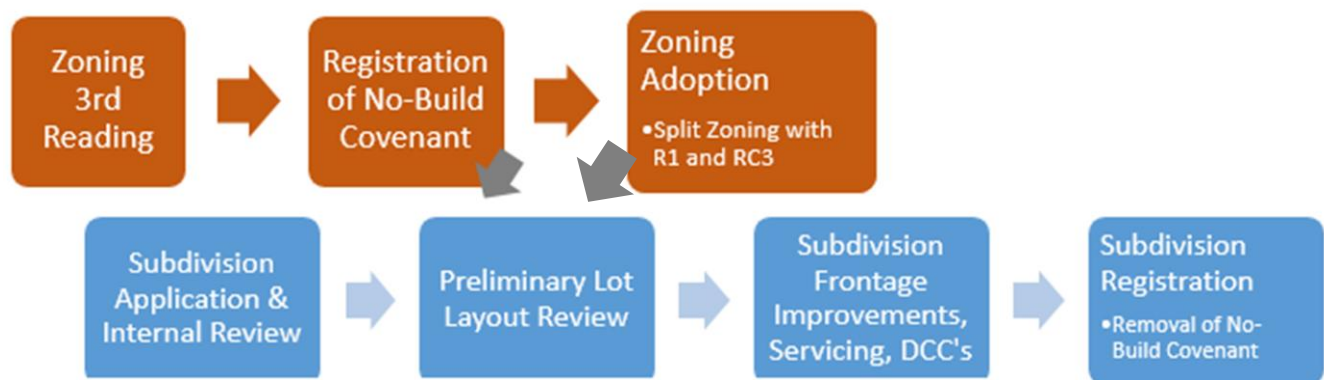 Zoning
3rd
Reading
Registration
of No-Build
Covenant
Zoning
Adoption
•Split Zoning with
R1 and RC3
Subdivision
Application &
Internal Review
Preliminary Lot
Layout Review
Subdivision
Frontage
Improvements,
Servicing, DCC's
Subdivision
Registration
•Removal of No-
Build Covenant